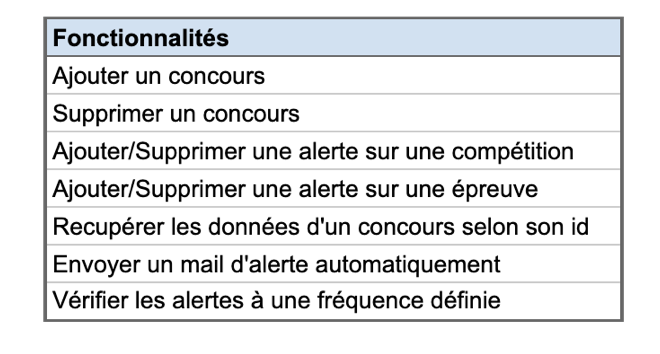 Fonctionnalités
Ajouter un concours
Supprimer un concours
Ajouter/Supprimer une alerte sur une compétition
Ajouter/Supprimer une alerte sur une épreuve
Recupérer les données d'un concours selon son id
Envoyer un mail d'alerte automatiquement
Vérifier les alertes à une fréquence définie